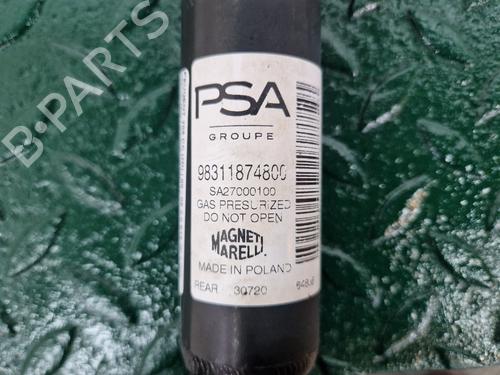 B-PARTS
PSA
GROUPE
98311874800
SA27000100
GAS PRESURIZED
DO NOT OPEN
MAGNETI
MARELLI
MADE IN POLAND
REAR 30720